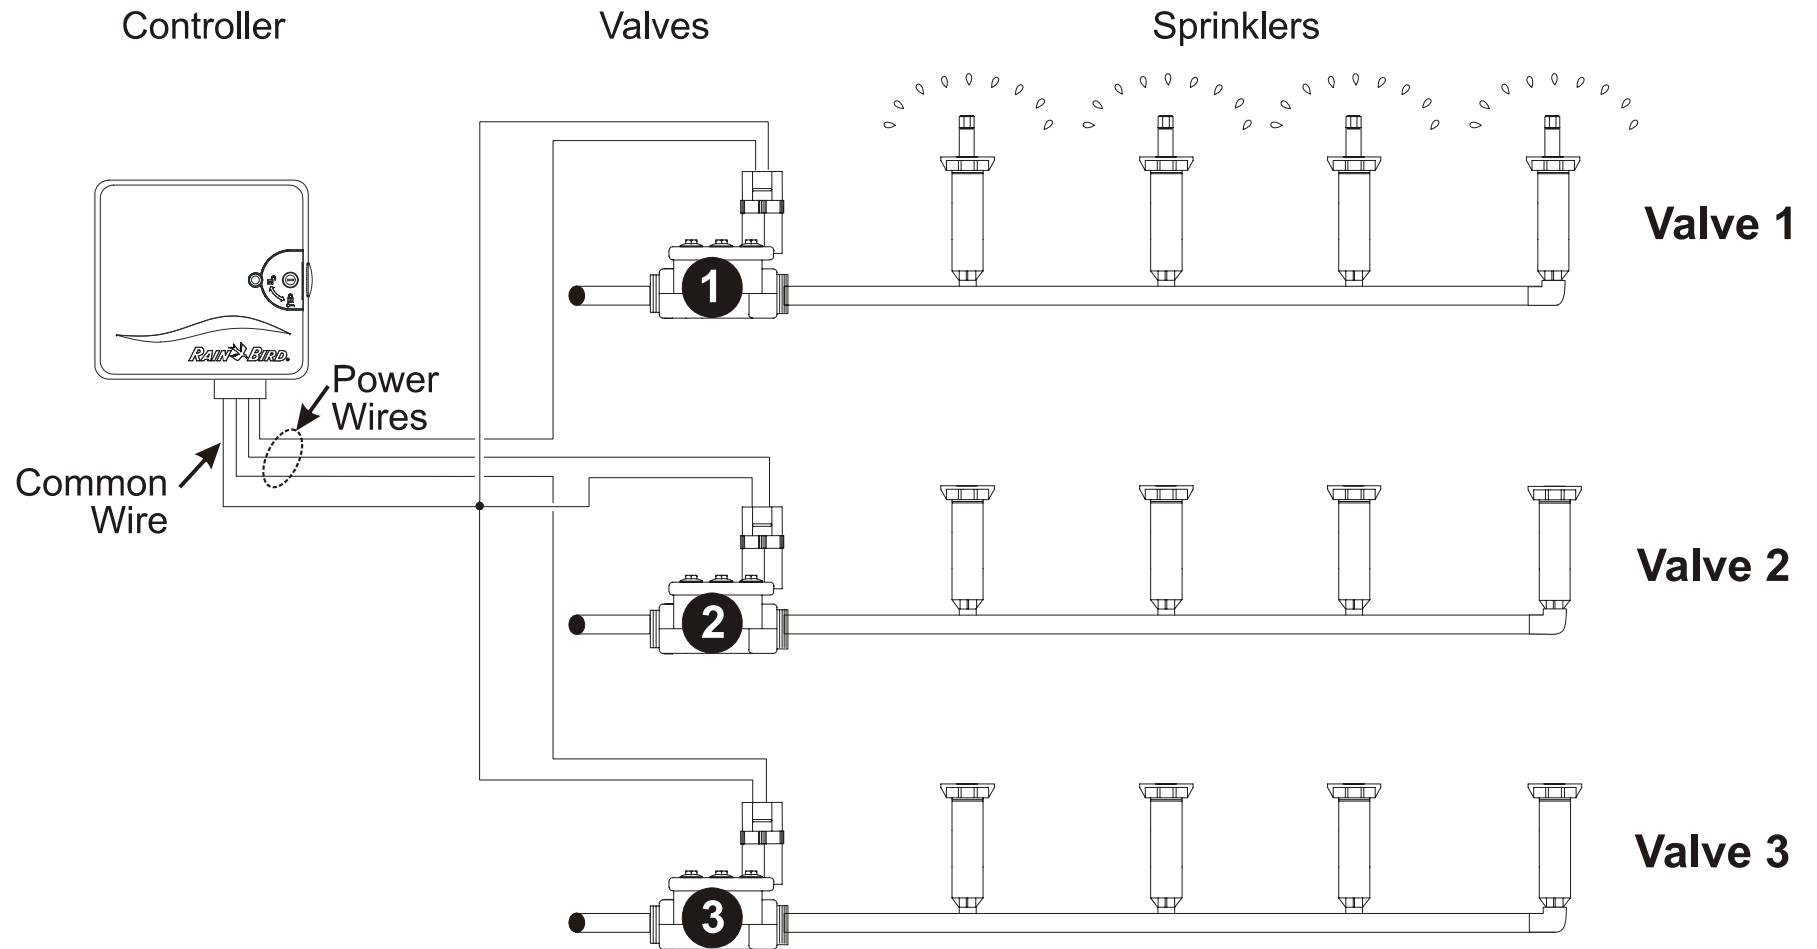 Controller
Valves
Sprinklers
Valve 1
1
RAIN BIRD
Power
Wires
Common
Wire
Valve 2
2
Valve 3
3